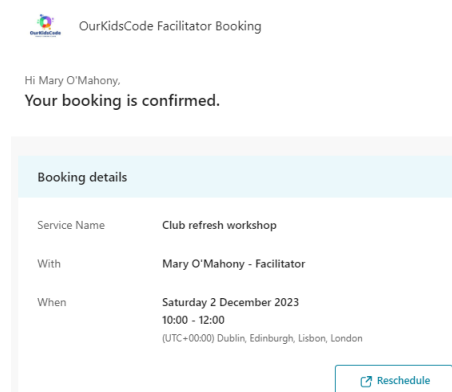 OurKidsCode
OurKidsCode Facilitator Booking
Hi Mary O'Mahony,
Your booking is confirmed.
Booking details
Service Name Club refresh workshop
With Mary O'Mahony - Facilitator
When Saturday 2 December 2023
10:00 - 12:00
(UTC+00:00) Dublin, Edinburgh, Lisbon, London
Reschedule